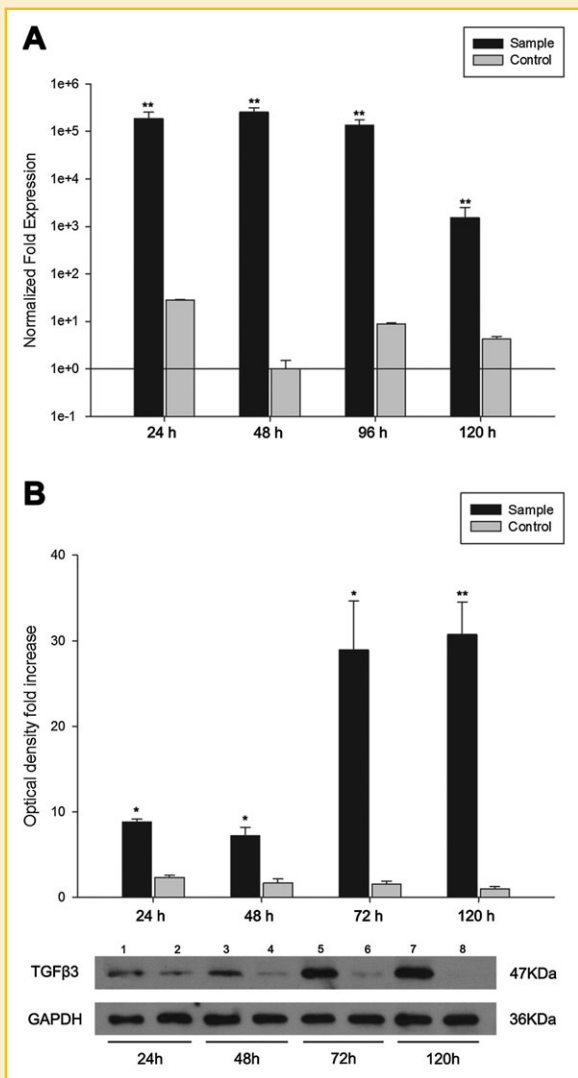 A
Sample
Control
Normalized Fold Expression
1e+6
1e+5
1e+4
1e+3
1e+2
1e+1
1e+0
1e-1
** ** ** **
24 h 48 h 96 h 120 h
B
Sample
Control
Optical density fold increase
40
30
20
10
0
* * * **
24 h 48 h 72 h 120 h
1 2 3 4 5 6 7 8
TGFβ3 47KDa
GAPDH 36KDa
24h 48h 72h 120h